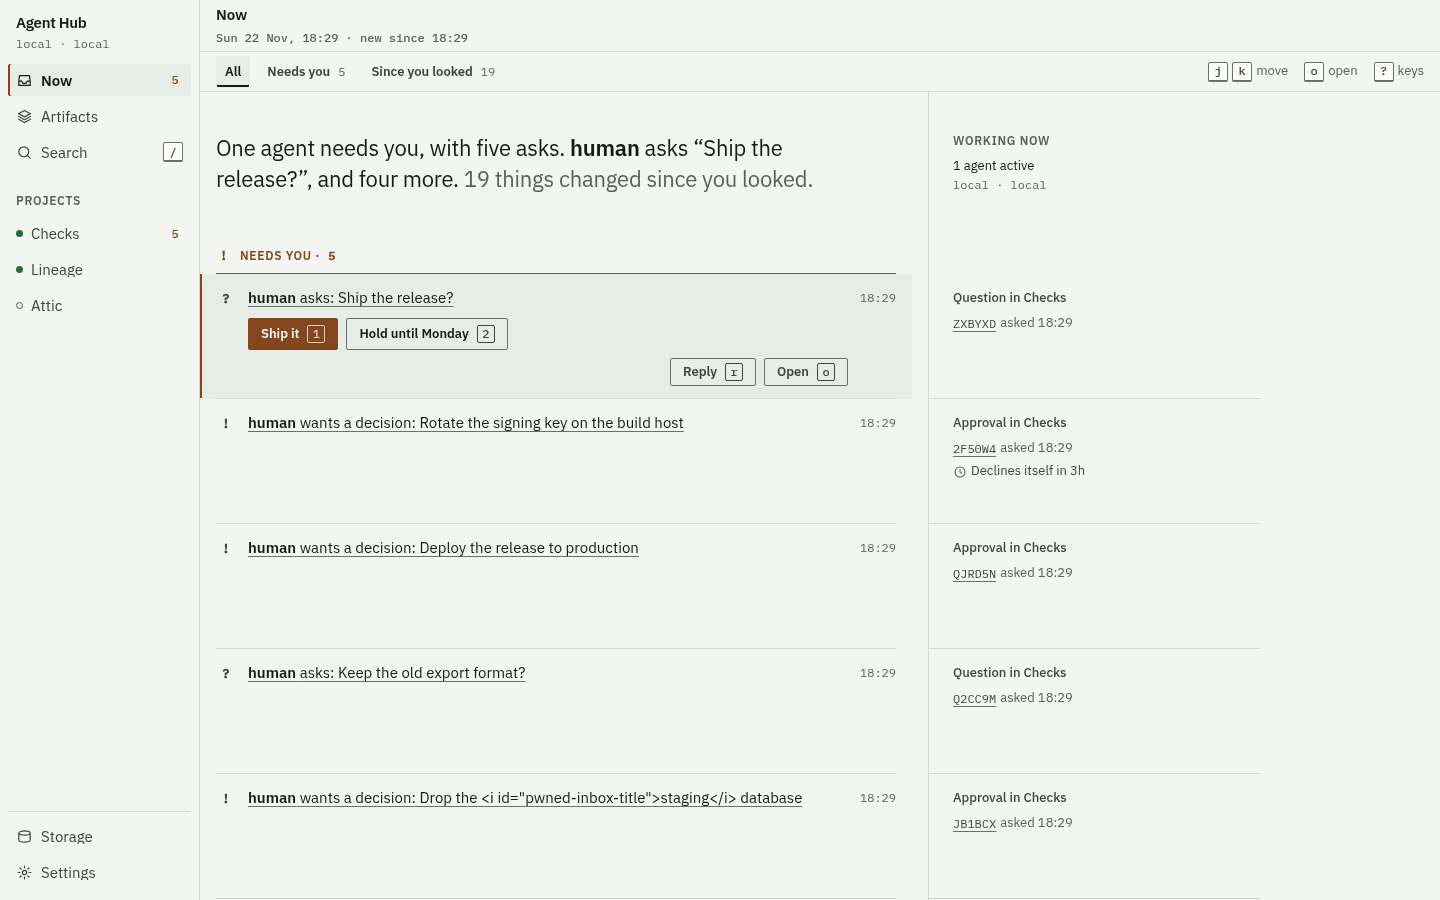 Agent Hub
local · local
Now 5
Artifacts
Search /
PROJECTS
Checks 5
Lineage
Attic
Storage
Settings
Now
Sun 22 Nov, 18:29 · new since 18:29
All Needs you 5 Since you looked 19
j k move o open ? keys
One agent needs you, with five asks. human asks “Ship the
release?”, and four more. 19 things changed since you looked.
! NEEDS YOU · 5
? human asks: Ship the release? 18:29
Ship it 1 Hold until Monday 2
Reply r Open o
! human wants a decision: Rotate the signing key on the build host 18:29
! human wants a decision: Deploy the release to production 18:29
? human asks: Keep the old export format? 18:29
! human wants a decision: Drop the <i id="pwned-inbox-title">staging</i> database 18:29
WORKING NOW
1 agent active
local · local
Question in Checks
ZXBYXD asked 18:29
Approval in Checks
2F50W4 asked 18:29
Declines itself in 3h
Approval in Checks
QJRD5N asked 18:29
Question in Checks
Q2CC9M asked 18:29
Approval in Checks
JB1BCX asked 18:29